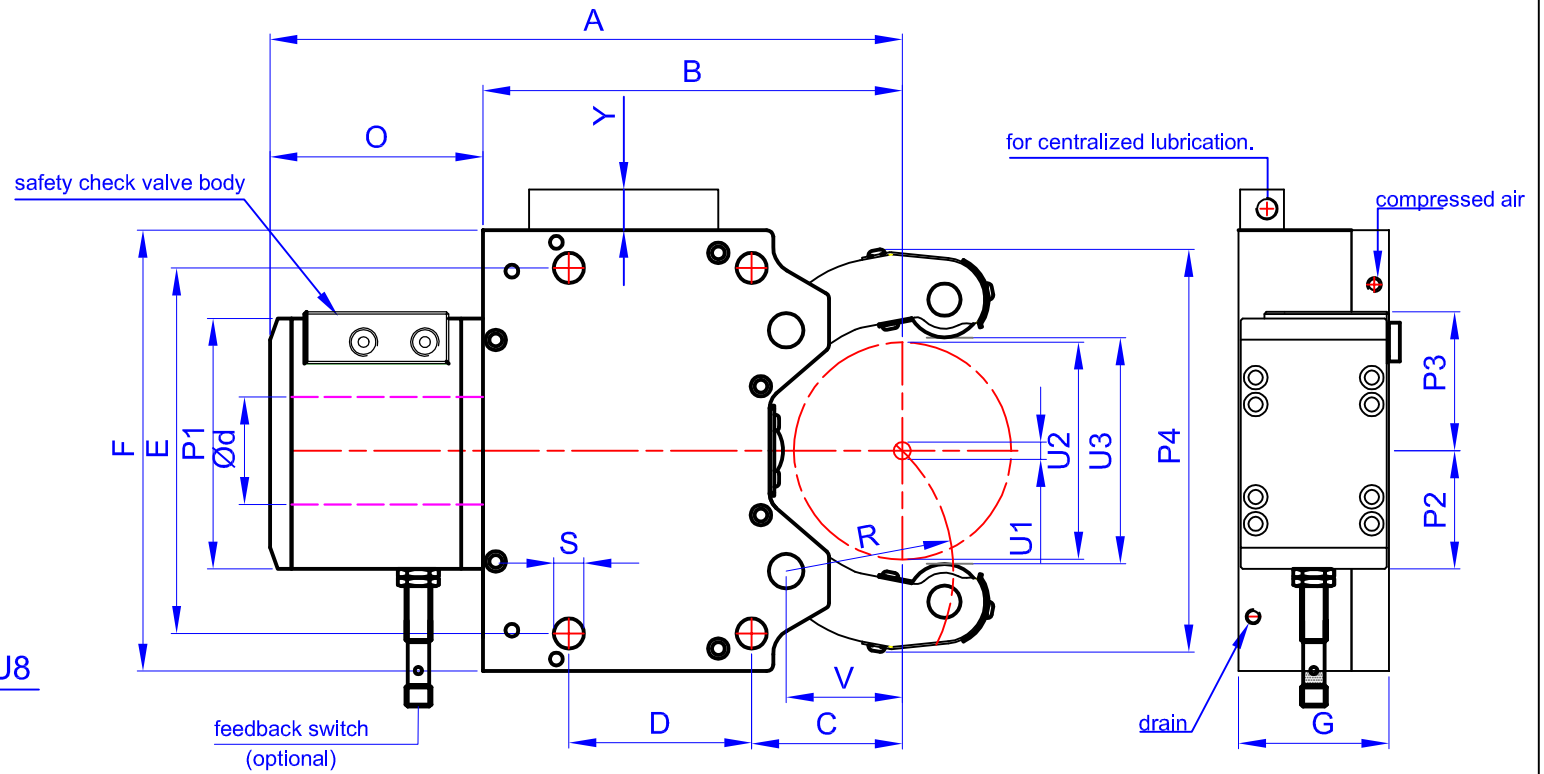 A
B
Y
O
for centralized lubrication.
safety check valve body
compressed air
F
E
P1
Ød
U2
U3
P4
P3
P2
U1
R
S
V
U8
D
C
G
feedback switch
(optional)
drain